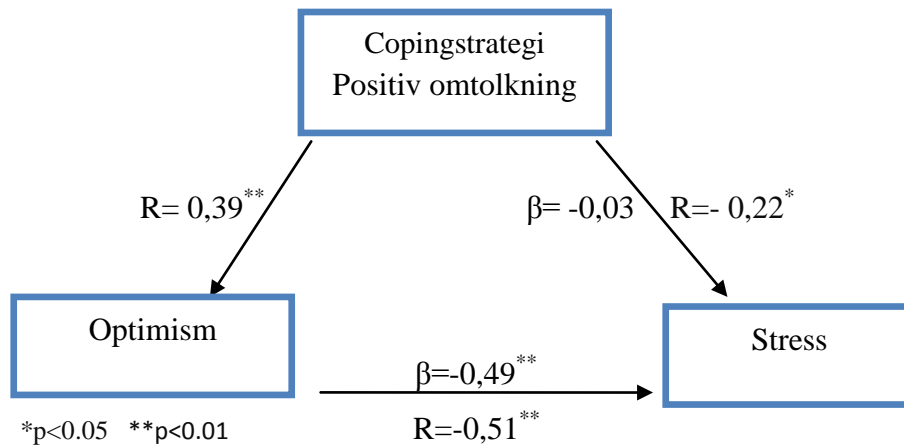 Copingstrategi
Positiv omtolkning
R= 0,39**
β= -0,03
R=- 0,22*
Optimism
Stress
β=-0,49**
R=-0,51**
*p<0.05 **p<0.01